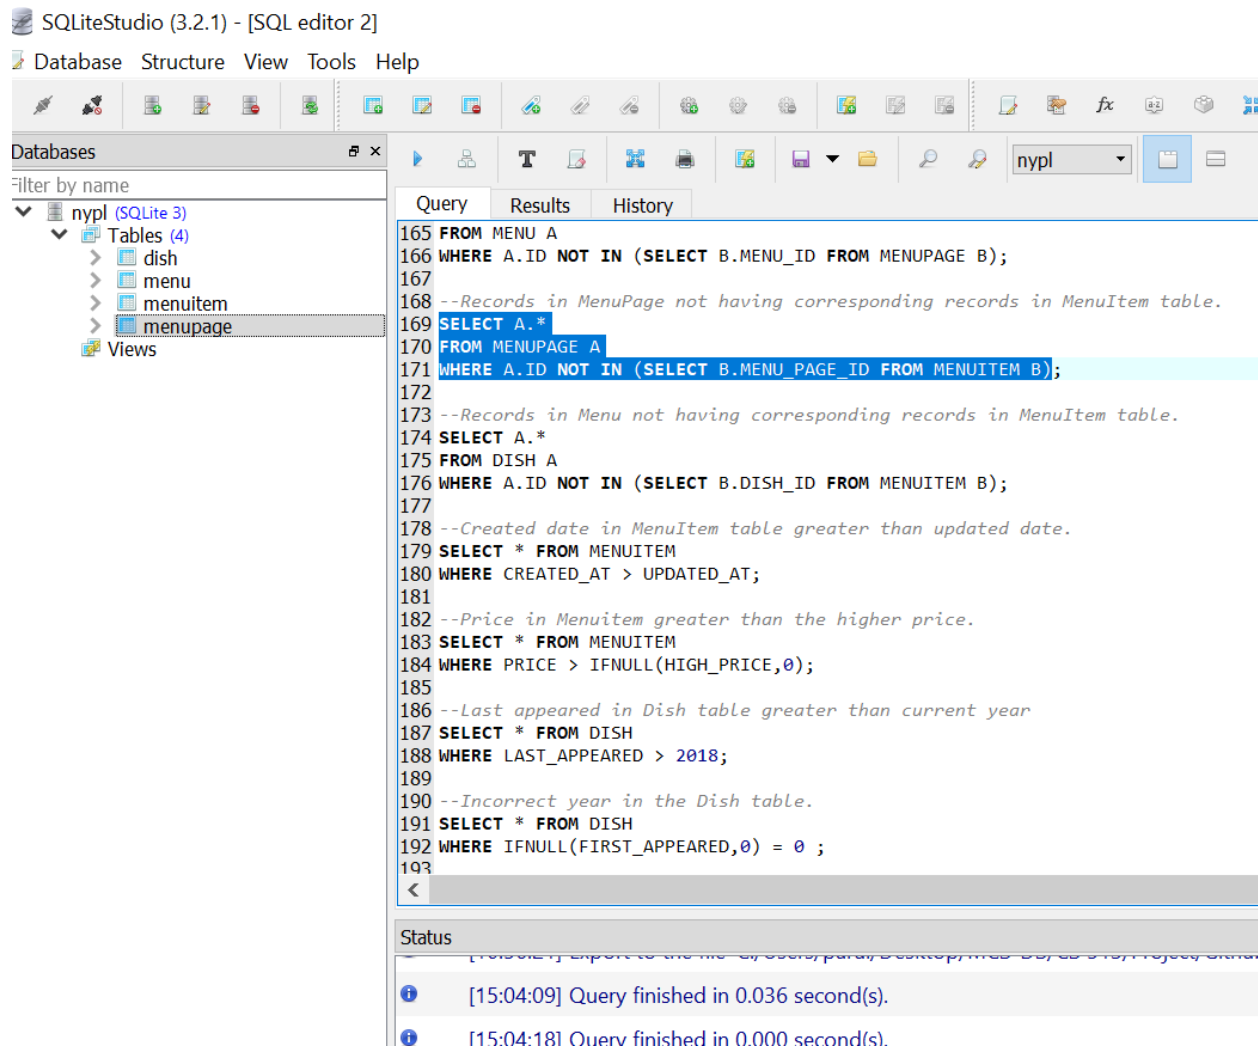 SQLiteStudio (3.2.1) - [SQL editor 2]
Database Structure View Tools Help
Databases
Filter by name
nypl (SQLite 3)
Tables (4)
dish
menu
menuitem
menupage
Views
nypl
Query Results History
165 FROM MENU A
166 WHERE A.ID NOT IN (SELECT B.MENU_ID FROM MENUPAGE B);
167
168 --Records in MenuPage not having corresponding records in MenuItem table.
169 SELECT A.*
170 FROM MENUPAGE A
171 WHERE A.ID NOT IN (SELECT B.MENU_PAGE_ID FROM MENUITEM B);
172
173 --Records in Menu not having corresponding records in MenuItem table.
174 SELECT A.*
175 FROM DISH A
176 WHERE A.ID NOT IN (SELECT B.DISH_ID FROM MENUITEM B);
177
178 --Created date in MenuItem table greater than updated date.
179 SELECT * FROM MENUITEM
180 WHERE CREATED_AT > UPDATED_AT;
181
182 --Price in Menuitem greater than the higher price.
183 SELECT * FROM MENUITEM
184 WHERE PRICE > IFNULL(HIGH_PRICE,0);
185
186 --Last appeared in Dish table greater than current year
187 SELECT * FROM DISH
188 WHERE LAST_APPEARED > 2018;
189
190 --Incorrect year in the Dish table.
191 SELECT * FROM DISH
192 WHERE IFNULL(FIRST_APPEARED,0) = 0 ;
193
Status
[15:04:09] Query finished in 0.036 second(s).
[15:04:18] Query finished in 0.000 second(s).